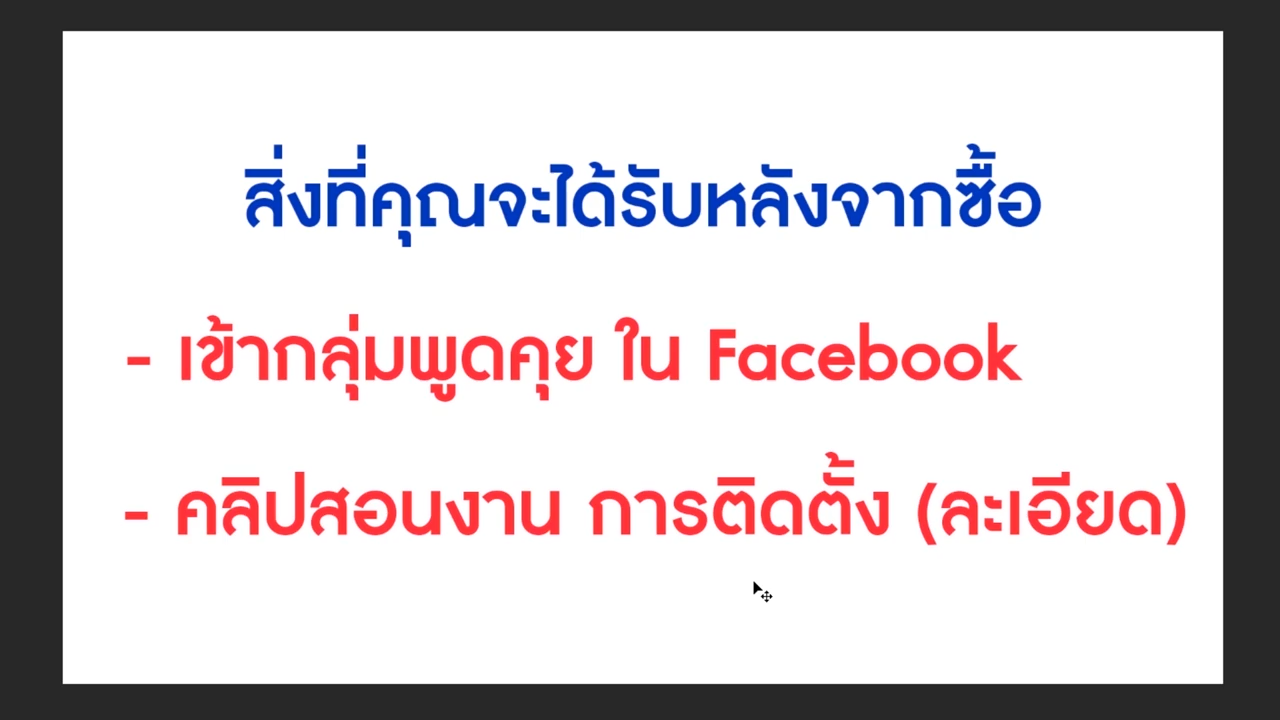 สิ่งที่คุณจะได้รับหลังจากซื้อ
- เข้ากลุ่มพูดคุย ใน Facebook
- คลิปสอนงาน การติดตั้ง (ละเอียด)